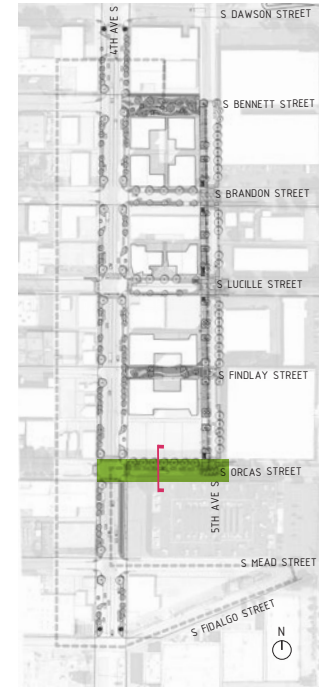 S DAWSON STREET
4TH AVE S
S BENNETT STREET
S BRANDON STREET
S LUCILLE STREET
S FINDLAY STREET
S ORCAS STREET
5TH AVE S
S MEAD STREET
S FIDALGO STREET
N